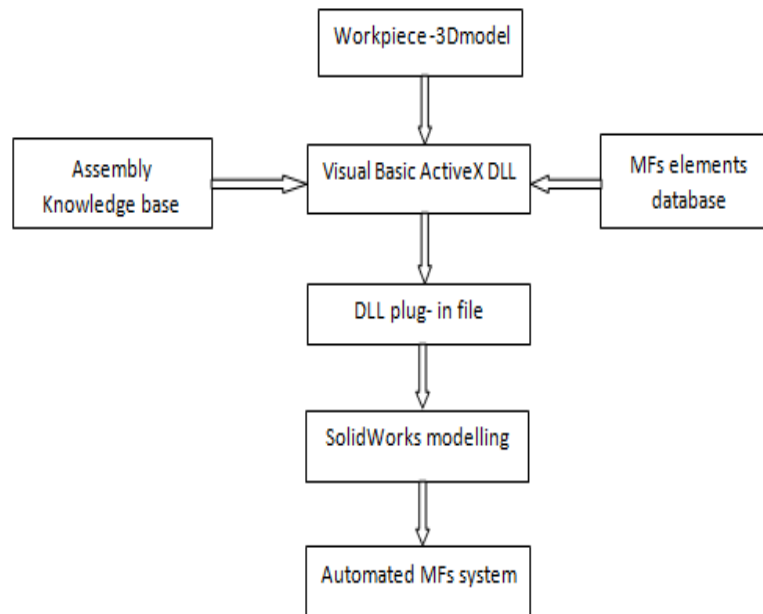 Workpiece -3Dmodel
Assembly
Knowledge base
Visual Basic ActiveX DLL
MFs elements
database
DLL plug- in file
SolidWorks modelling
Automated MFs system